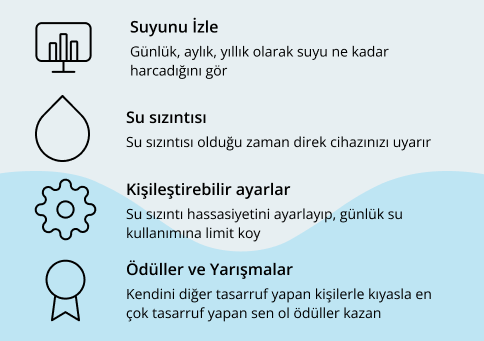 Suyunu İzle
Günlük, aylık, yıllık olarak suyu ne kadar
harcadığını gör
Su sızıntısı
Su sızıntısı olduğu zaman direk cihazınızı uyarır
Kişileştirebilir ayarlar
Su sızıntı hassasiyetini ayarlayıp, günlük su
kullanımına limit koy
Ödüller ve Yarışmalar
Kendini diğer tasarruf yapan kişilerle kıyasla en
çok tasarruf yapan sen ol ödüller kazan